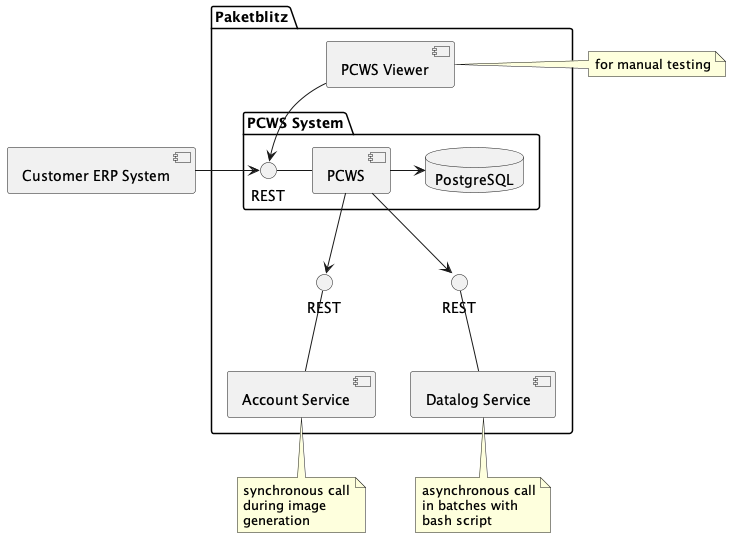 Paketblitz
PCWS Viewer
for manual testing
PCWS System
Customer ERP System
REST
PCWS
PostgreSQL
REST
REST
Account Service
Datalog Service
synchronous call
during image
generation
asynchronous call
in batches with
bash script